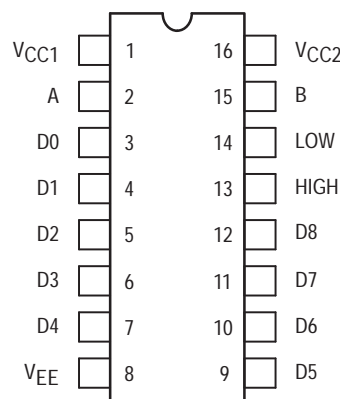 VCC1 1 16 VCC2
A 2 15 B
D0 3 14 LOW
D1 4 13 HIGH
D2 5 12 D8
D3 6 11 D7
D4 7 10 D6
VEE 8 9 D5